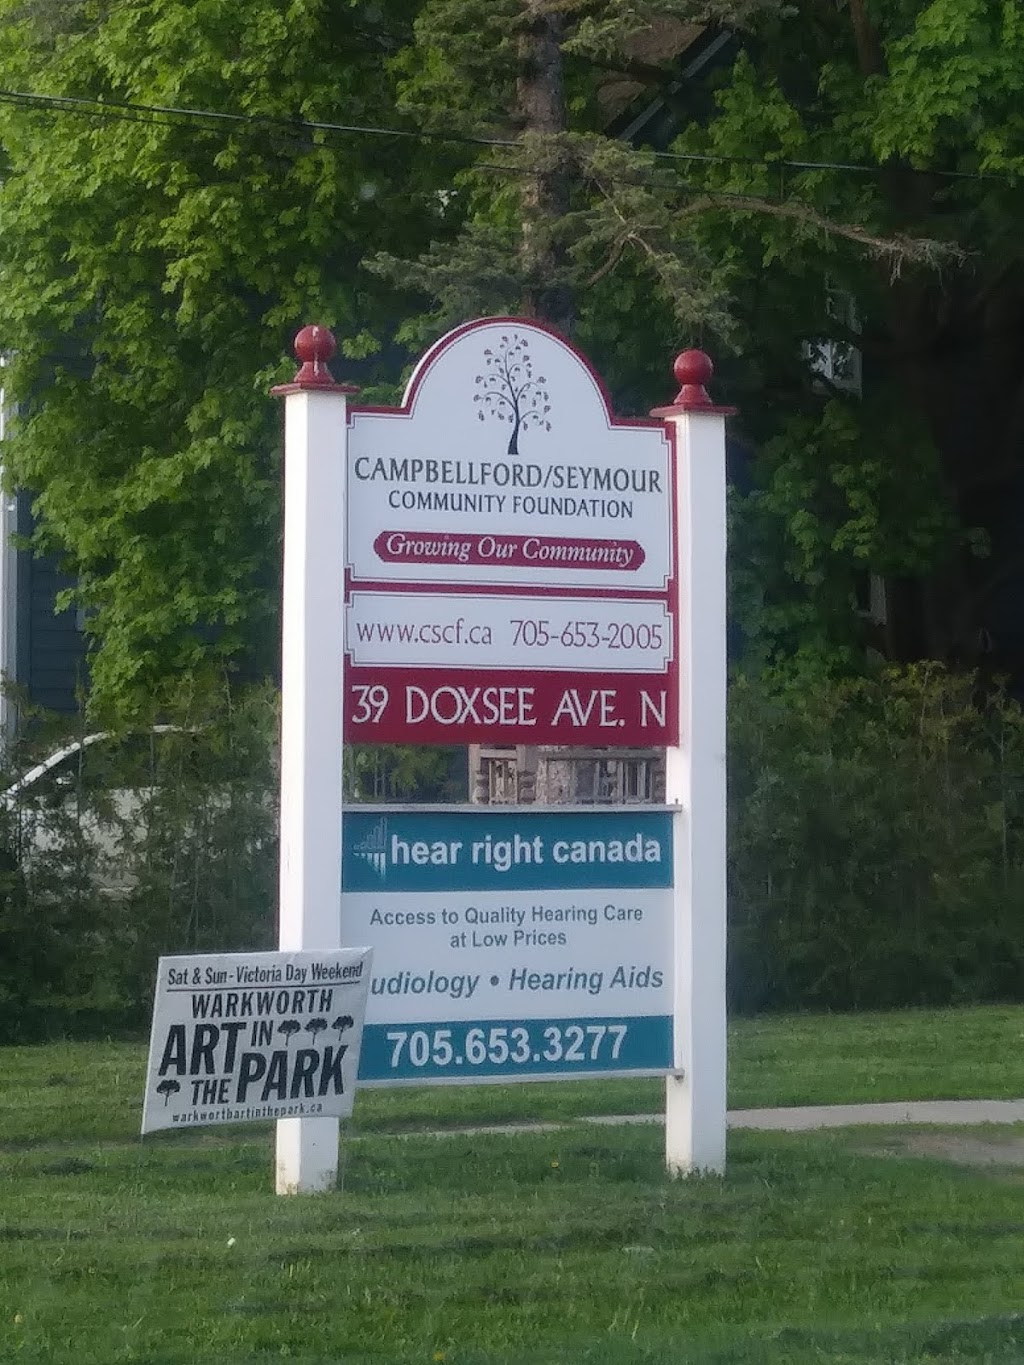 CAMPBELLFORD/SEYMOUR
COMMUNITY FOUNDATION
Growing Our Community
www.cscf.ca 705-653-2005
39 DOXSEE AVE. N
hear right canada
Access to Quality Hearing Care
at Low Prices
udiology • Hearing Aids
705.653.3277
Sat & Sun - Victoria Day Weekend
WARKWORTH
ART IN
THE PARK
warkworthartinthepark.ca